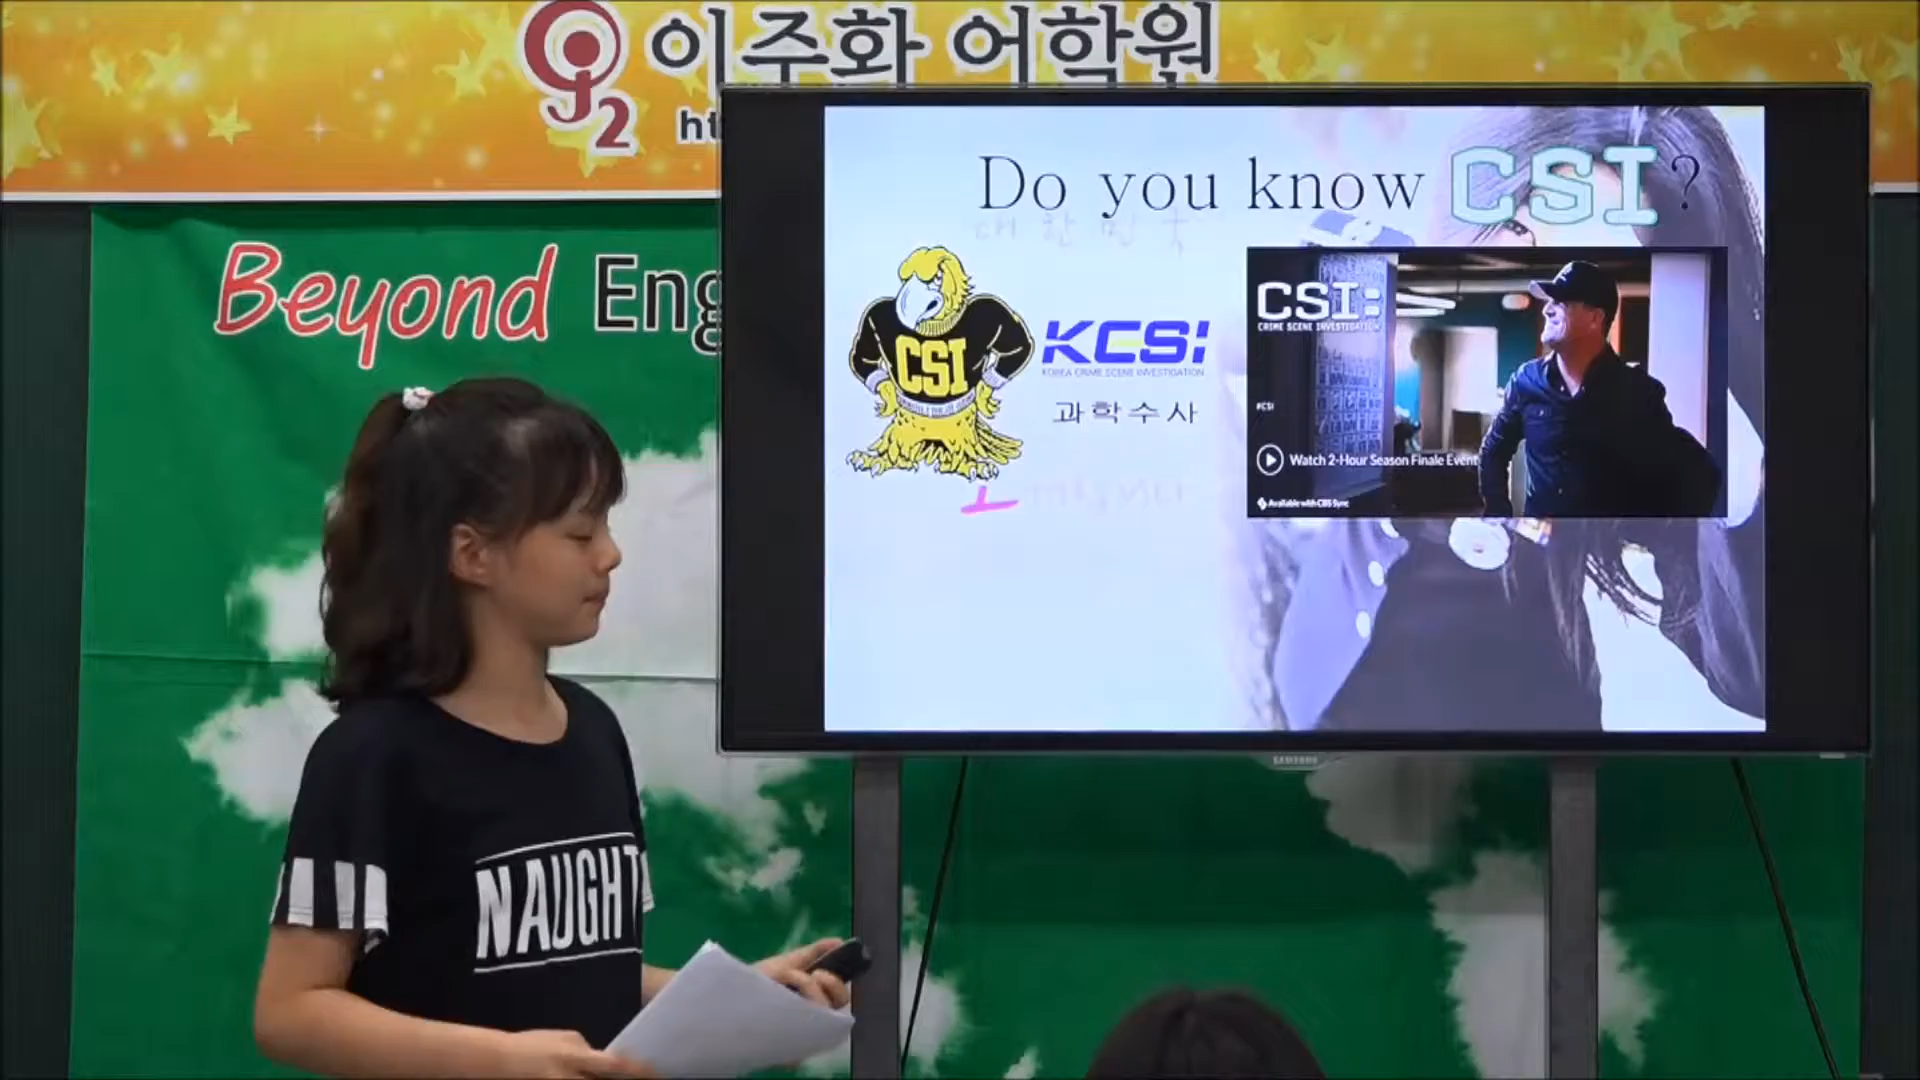 이주화 어학원
J2
ht
Beyond Eng
Do you know CSI?
CSI
KCSI
KOREA CRIME SCENE INVESTIGATION
과학수사
CSI:
CRIME SCENE INVESTIGATION
#CSI
Watch 2-Hour Season Finale Event
Available with CBS Sync
SAMSUNG
NAUGHT